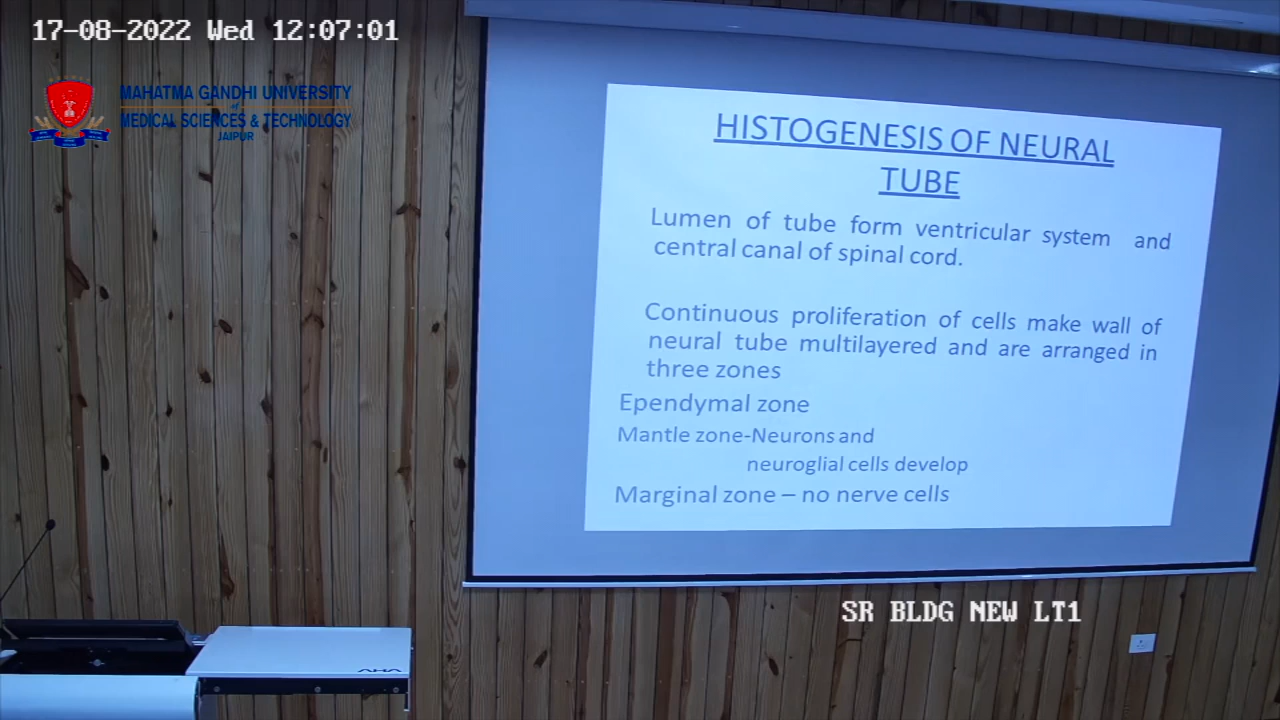 17-08-2022 Wed 12:07:01
MAHATMA GANDHI UNIVERSITY
of
MEDICAL SCIENCES & TECHNOLOGY
JAIPUR
HISTOGENESIS OF NEURAL
TUBE
Lumen of tube form ventricular system and
central canal of spinal cord.
Continuous proliferation of cells make wall of
neural tube multilayered and are arranged in
three zones
Ependymal zone
Mantle zone-Neurons and
neuroglial cells develop
Marginal zone – no nerve cells
SR BLDG NEW LT1
AHA